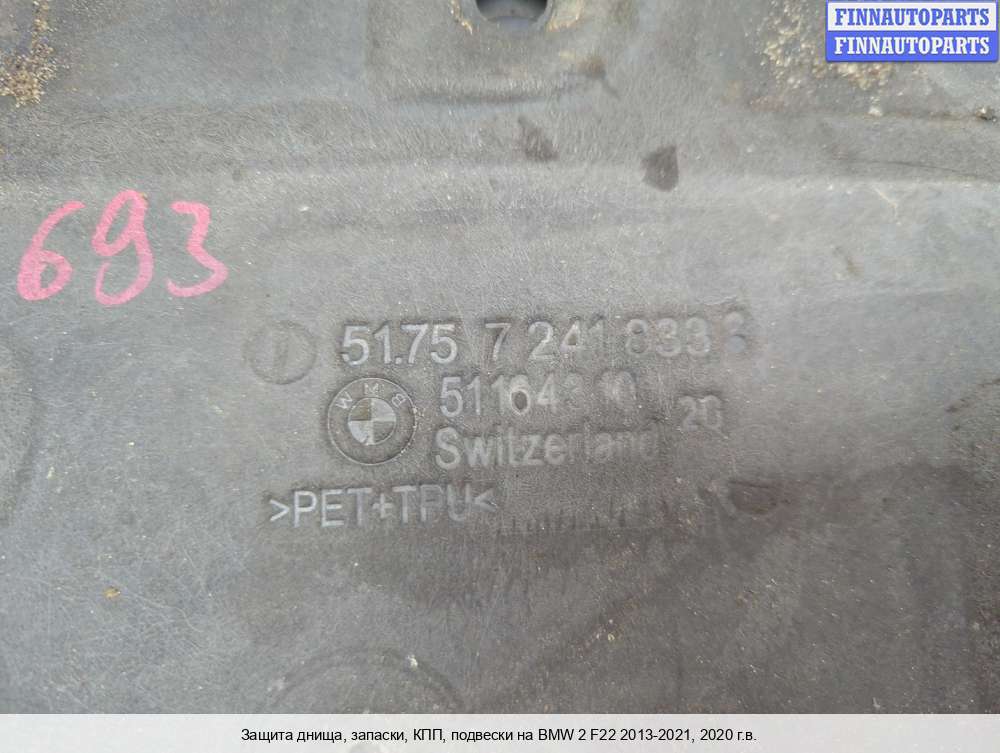 FINNAUTOPARTS
FINNAUTOPARTS
693
51.75 7 241 833
BMW
Switzerland 20
>PET+TPU<
Защита днища, запаски, КПП, подвески на BMW 2 F22 2013-2021, 2020 г.в.